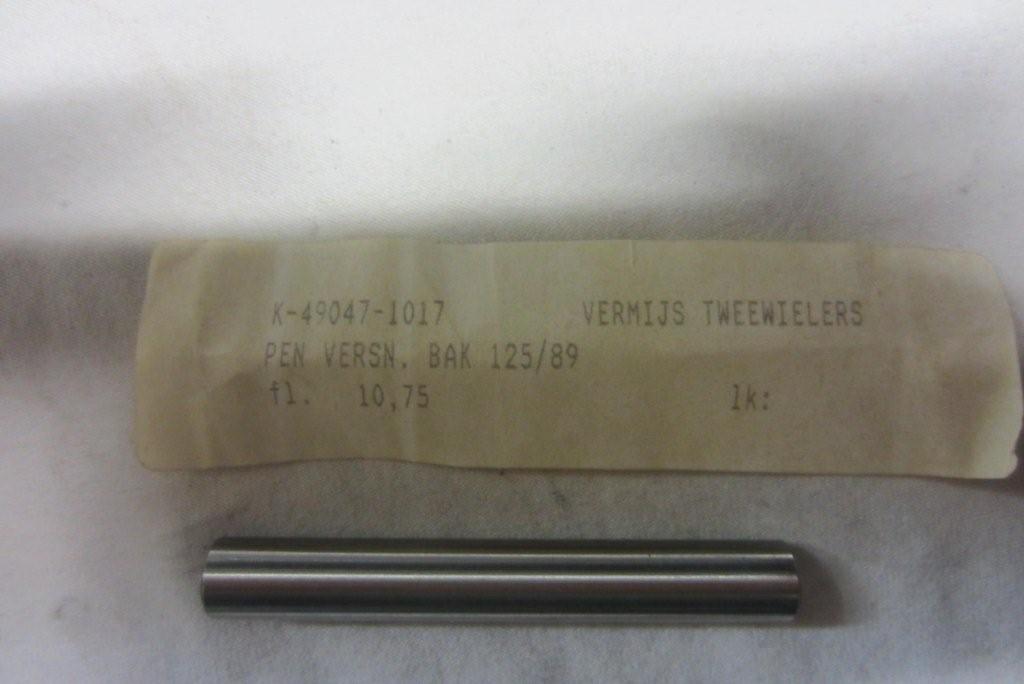 K-49047-1017 VERMIJS TWEEWIELERS
PEN VERSN. BAK 125/89
fl. 10,75 lk: